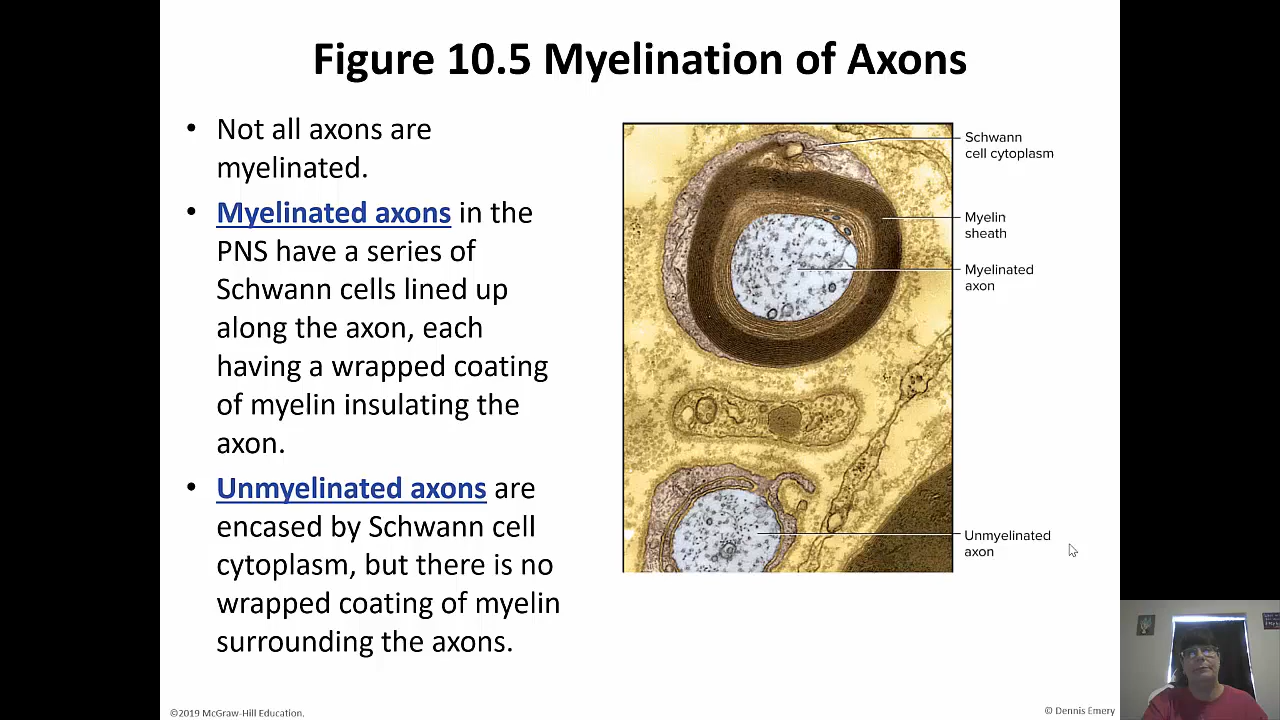 Figure 10.5 Myelination of Axons
• Not all axons are
myelinated.
• Myelinated axons in the
PNS have a series of
Schwann cells lined up
along the axon, each
having a wrapped coating
of myelin insulating the
axon.
• Unmyelinated axons are
encased by Schwann cell
cytoplasm, but there is no
wrapped coating of myelin
surrounding the axons.
Schwann
cell cytoplasm
Myelin
sheath
Myelinated
axon
Unmyelinated
axon
©2019 McGraw-Hill Education.
© Dennis Emery